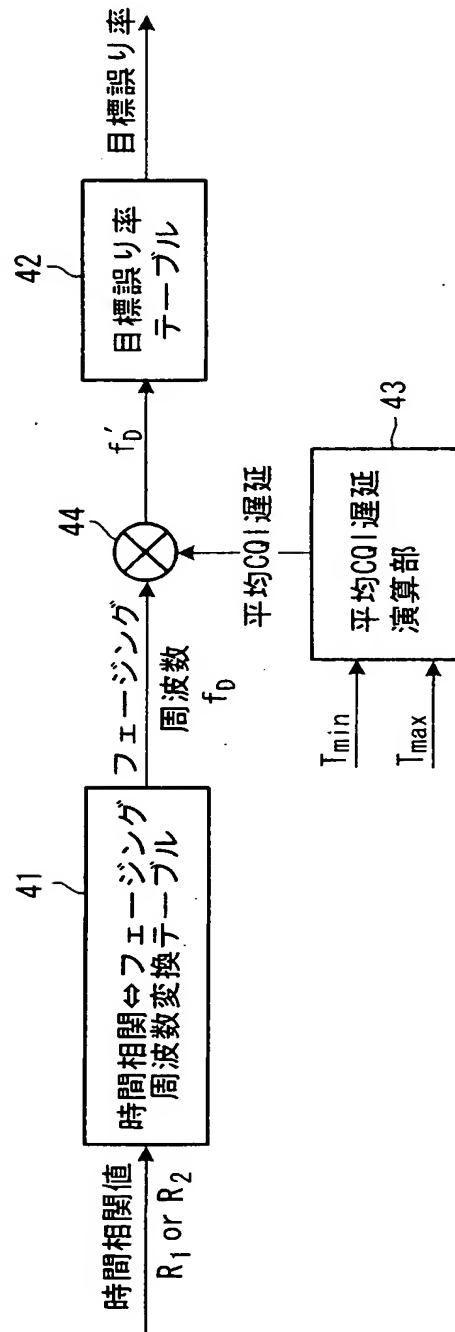 時間相関値
R1 or R2
41
時間相関⇔フェージング
周波数変換テーブル
フェージング
周波数
fD
44
fD'
42
目標誤り率
テーブル
目標誤り率
平均CQI遅延
43
平均CQI遅延
演算部
Tmin
Tmax